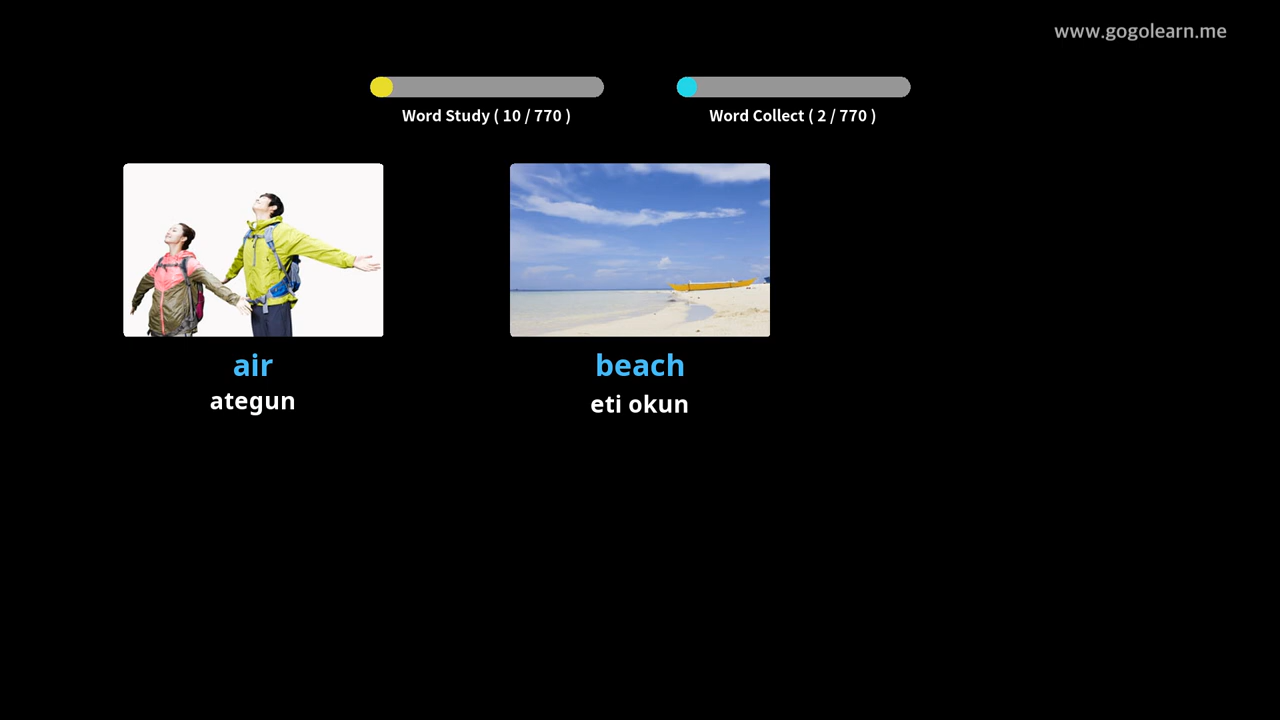 www.gogolearn.me
Word Study ( 10 / 770 )
Word Collect ( 2 / 770 )
air
ategun
beach
eti okun